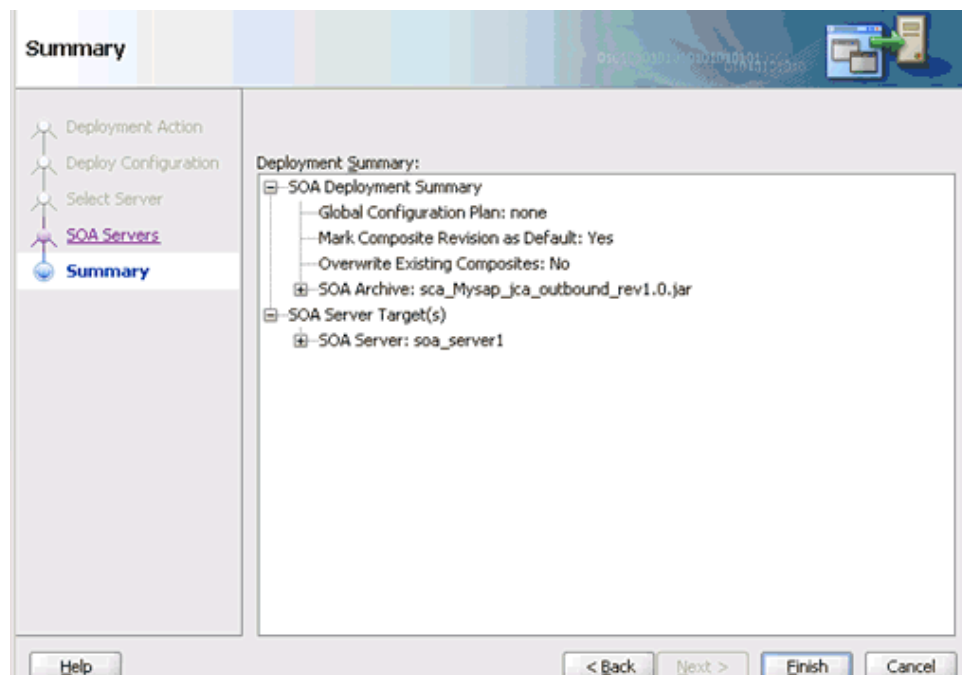 Summary
Deployment Action
Deploy Configuration
Select Server
SOA Servers
Summary
Deployment Summary:
SOA Deployment Summary
Global Configuration Plan: none
Mark Composite Revision as Default: Yes
Overwrite Existing Composites: No
SOA Archive: sca_Mysap_jca_outbound_rev1.0.jar
SOA Server Target(s)
SOA Server: soa_server1
Help
< Back
Next >
Finish
Cancel